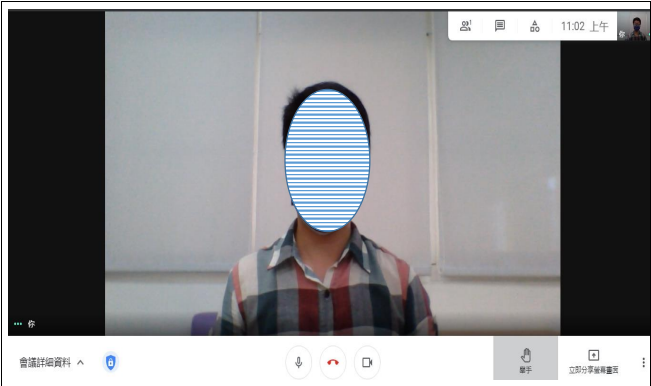 11:02 上午
你
你
會議詳細資料
舉手
立即分享螢幕畫面